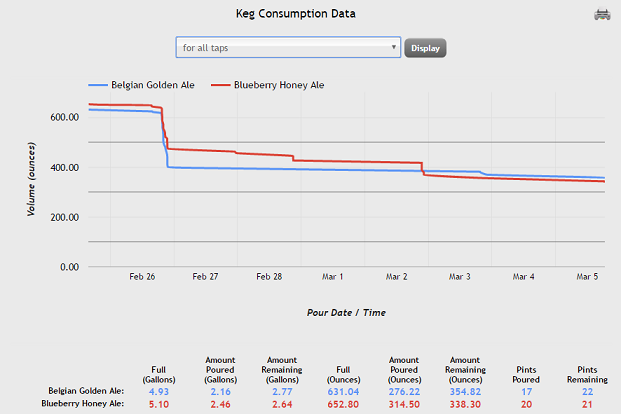 Keg Consumption Data
for all taps
Display
Belgian Golden Ale Blueberry Honey Ale
600.00
400.00
200.00
0.00
Volume (ounces)
Feb 26 Feb 27 Feb 28 Mar 1 Mar 2 Mar 3 Mar 4 Mar 5
Pour Date / Time
Full (Gallons) Amount Poured (Gallons) Amount Remaining (Gallons) Full (Ounces) Amount Poured (Ounces) Amount Remaining (Ounces) Pints Poured Pints Remaining
Belgian Golden Ale: 4.93 2.16 2.77 631.04 276.22 354.82 17 22
Blueberry Honey Ale: 5.10 2.46 2.64 652.80 314.50 338.30 20 21